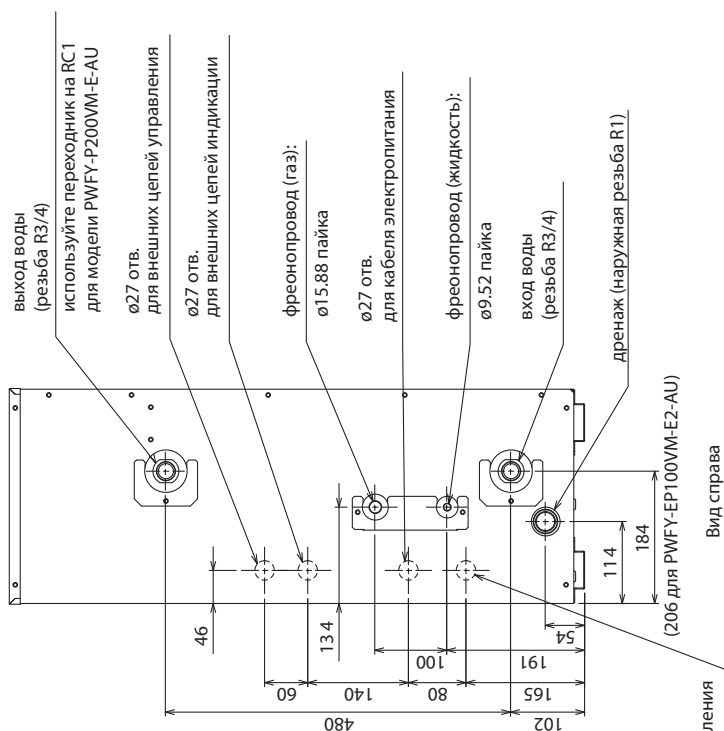 выход воды
(резьба R3/4)
используйте переходник на RC1
для модели PWFY-P200VM-E-AU
ø27 отв.
для внешних цепей управления
ø27 отв.
для внешних цепей индикации
фреонопровод (газ):
ø15.88 пайка
ø27 отв.
для кабеля электропитания
фреонопровод (жидкость):
ø9.52 пайка
вход воды
(резьба R3/4)
дренаж (наружная резьба R1)
46
134
60
140
80
165
100
191
480
102
54
114
184
(206 для PWFY-EP100VM-E2-AU)
Вид справа
ления